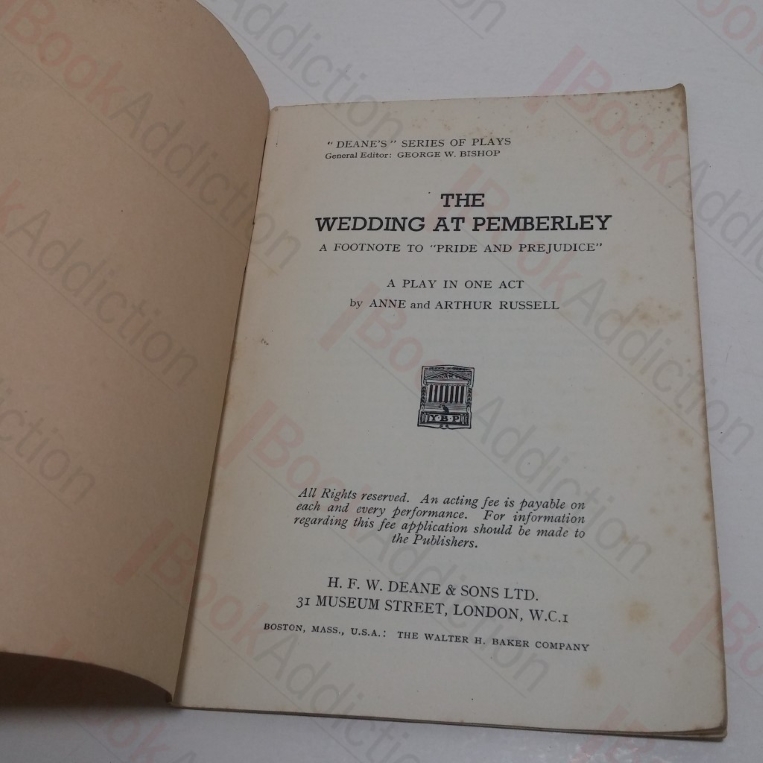 "DEANE'S" SERIES OF PLAYS
General Editor: GEORGE W. BISHOP
THE
WEDDING AT PEMBERLEY
A FOOTNOTE TO "PRIDE AND PREJUDICE"
A PLAY IN ONE ACT
by ANNE and ARTHUR RUSSELL
Y B P
All Rights reserved. An acting fee is payable on
each and every performance. For information
regarding this fee application should be made to
the Publishers.
H. F. W. DEANE & SONS LTD.
31 MUSEUM STREET, LONDON, W.C.1
BOSTON, MASS., U.S.A.: THE WALTER H. BAKER COMPANY
BookAddiction